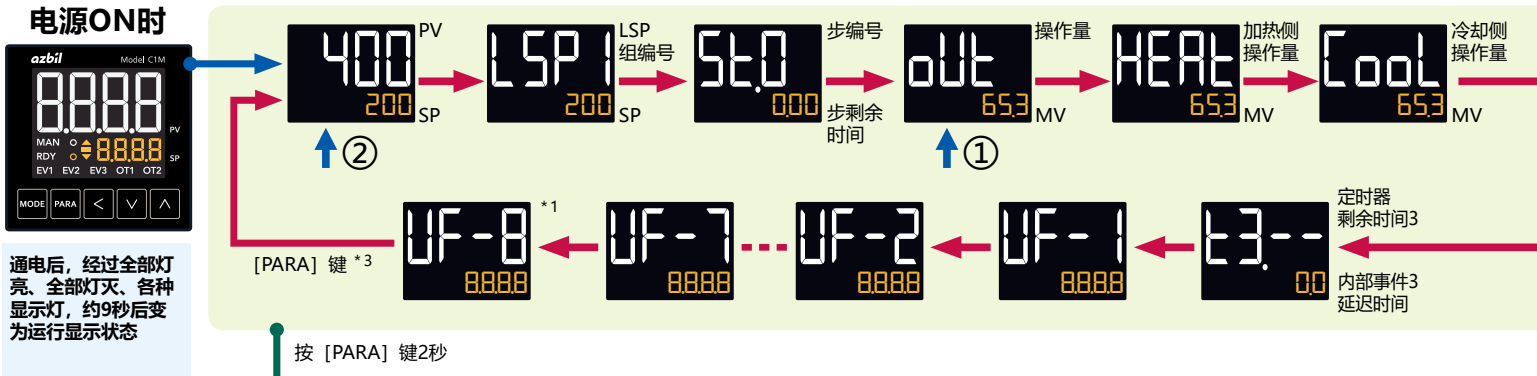 电源ON时
azbil
Model C1M
8.8.8.8
PV
MAN
RDY
8.8.8.8
SP
EV1 EV2 EV3 OT1 OT2
MODE PARA < ∨ ∧
通电后，经过全部灯
亮、全部灯灭、各种
显示灯，约9秒后变
为运行显示状态
400
PV
200
SP
②
LSP1
LSP
组编号
200
SP
St.0
步编号
0.00
步剩余
时间
oUt
操作量
65.3
MV
①
HEAt
加热侧
操作量
65.3
MV
CooL
冷却侧
操作量
65.3
MV
[PARA] 键 *3
UF-8
*1
8.8.8.8
UF-7
8.8.8.8
UF-2
8.8.8.8
UF-1
8.8.8.8
t3.--
定时器
剩余时间3
0.0
内部事件3
延迟时间
按 [PARA] 键2秒